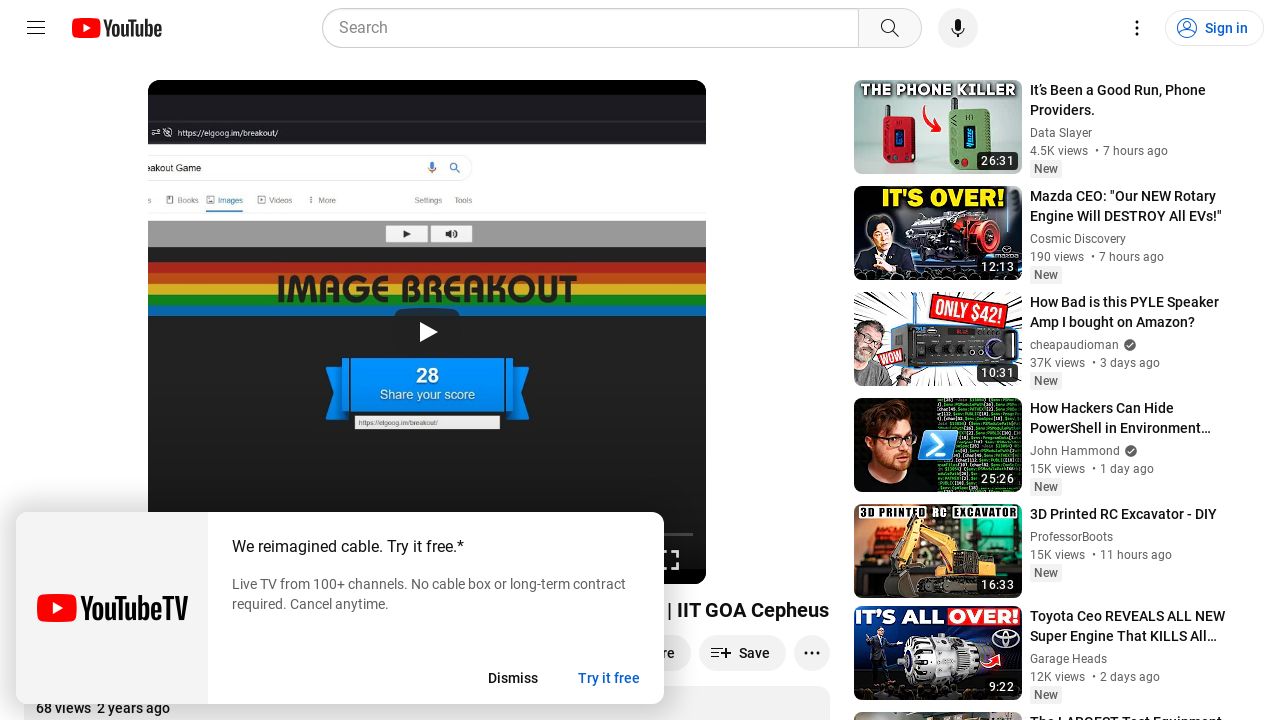 YouTube
Search
Sign in
https://elgoog.im/breakout/
eakout Game
s
Books
Images
Videos
More
Settings
Tools
IMAGE BREAKOUT
28
Share your score
https://elgoog.im/breakout/
| IIT GOA Cepheus
re
Save
68 views 2 years ago
YouTubeTV
We reimagined cable. Try it free.*
Live TV from 100+ channels. No cable box or long-term contract
required. Cancel anytime.
Dismiss
Try it free
THE PHONE KILLER
26:31
It’s Been a Good Run, Phone
Providers.
Data Slayer
4.5K views • 7 hours ago
New
IT'S OVER!
mazda
12:13
Mazda CEO: "Our NEW Rotary
Engine Will DESTROY All EVs!"
Cosmic Discovery
190 views • 7 hours ago
New
ONLY $42!
WOW
10:31
How Bad is this PYLE Speaker
Amp I bought on Amazon?
cheapaudioman
37K views • 3 days ago
New
25:26
How Hackers Can Hide
PowerShell in Environment…
John Hammond
15K views • 1 day ago
New
3D PRINTED RC EXCAVATOR
16:33
3D Printed RC Excavator - DIY
ProfessorBoots
15K views • 11 hours ago
New
IT'S ALL OVER!
9:22
Toyota Ceo REVEALS ALL NEW
Super Engine That KILLS All…
Garage Heads
12K views • 2 days ago
New
The LARGEST Test Equipment